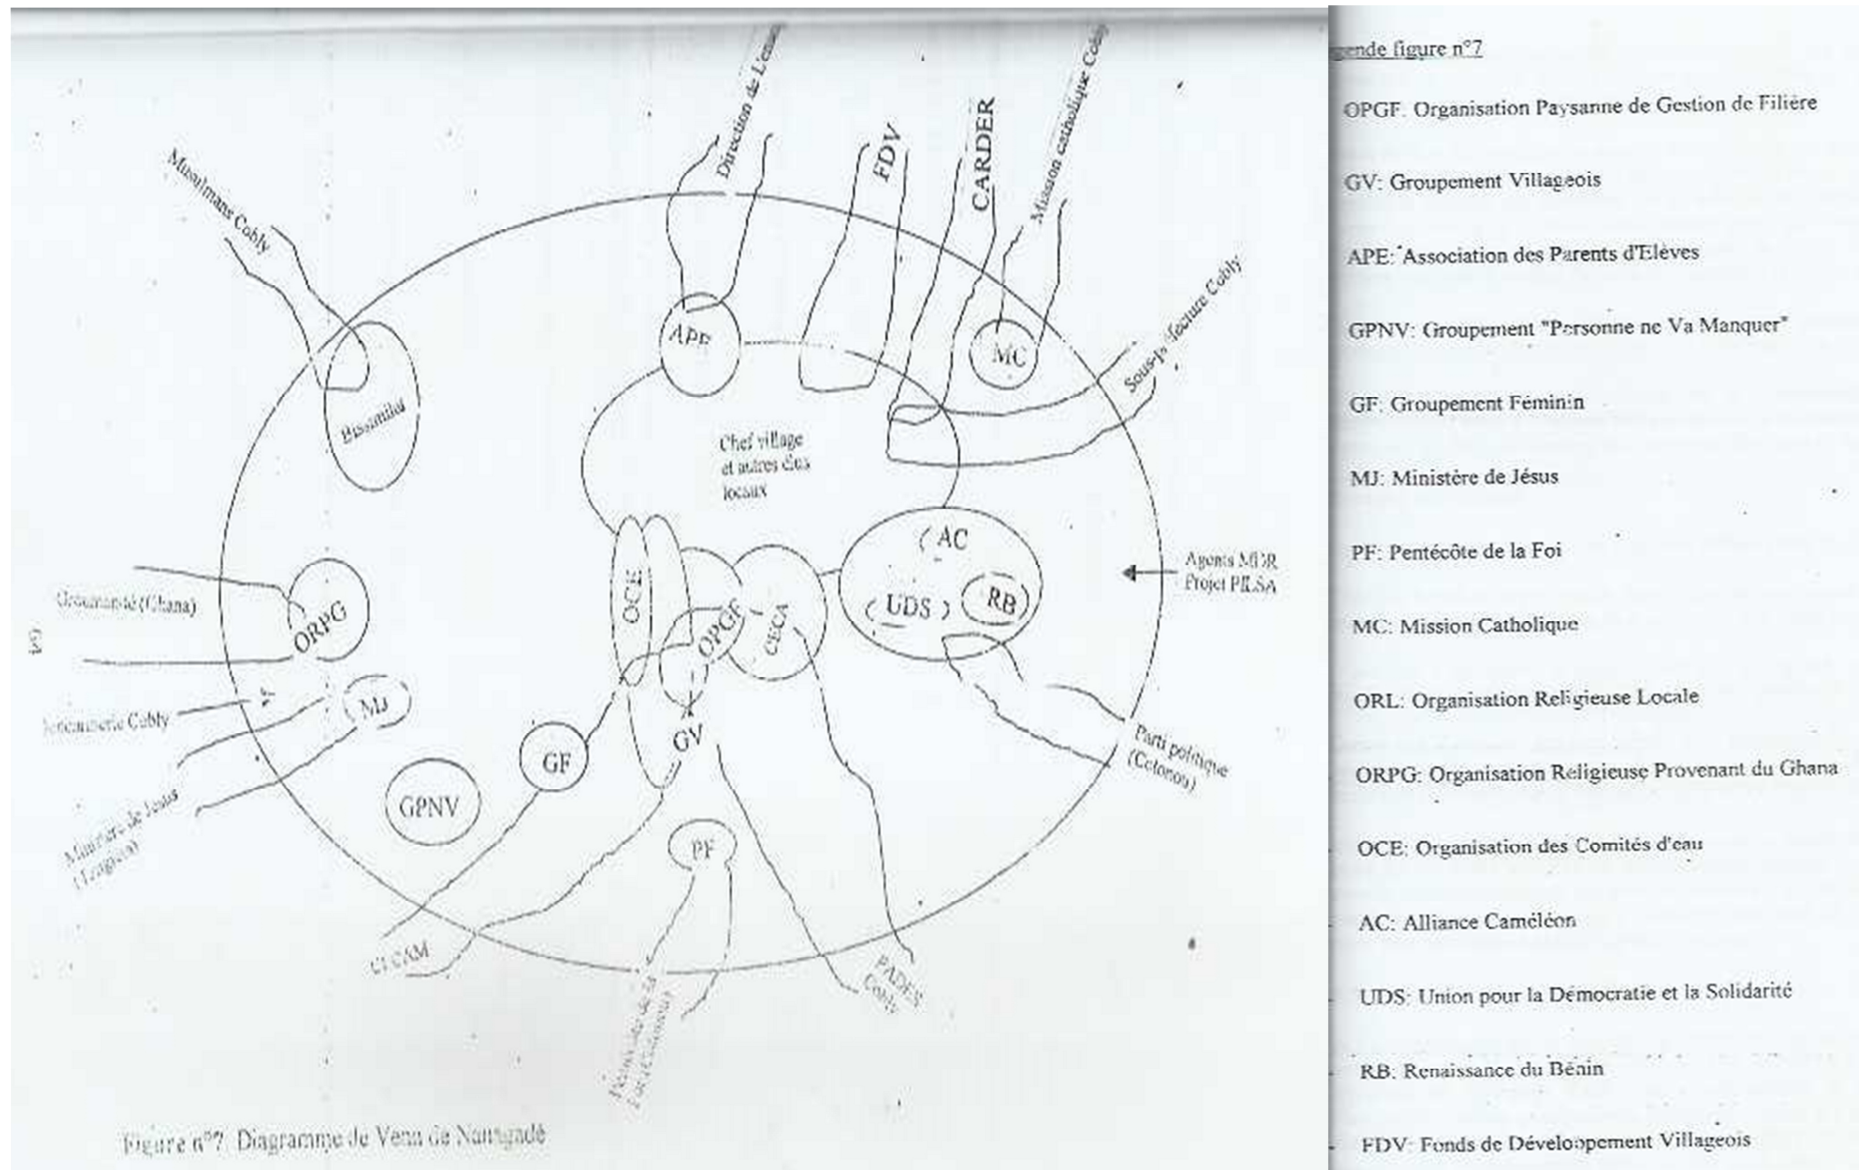 Direction de
Musulmans Cobly
FDV
CARDER
Mission catholique Cobly
Sous-préfecture Cobly
APE
MC
Bissimilai
Chef village
et autres élus
locaux
AC
OCE
UDS
RB
OPGF
CECA
Agents MDR
Projet PILSA
(Ghana)
ORPG
MJ
Cobly
GV
GF
GPNV
PF
Parti politique
(Cotonou)
Ministère de Jésus
CLCAM
PADES
Cobly
64
Figure n°7. Diagramme de Venn de
gende figure n°7
OPGF: Organisation Paysanne de Gestion de Filière
GV: Groupement Villageois
APE: Association des Parents d'Elèves
GPNV: Groupement "Personne ne Va Manquer"
GF: Groupement Féminin
MJ: Ministère de Jésus
PF: Pentécôte de la Foi
MC: Mission Catholique
ORL: Organisation Religieuse Locale
ORPG: Organisation Religieuse Provenant du Ghana
OCE: Organisation des Comités d'eau
AC: Alliance Caméléon
UDS: Union pour la Démocratie et la Solidarité
RB: Renaissance du Bénin
FDV: Fonds de Développement Villageois